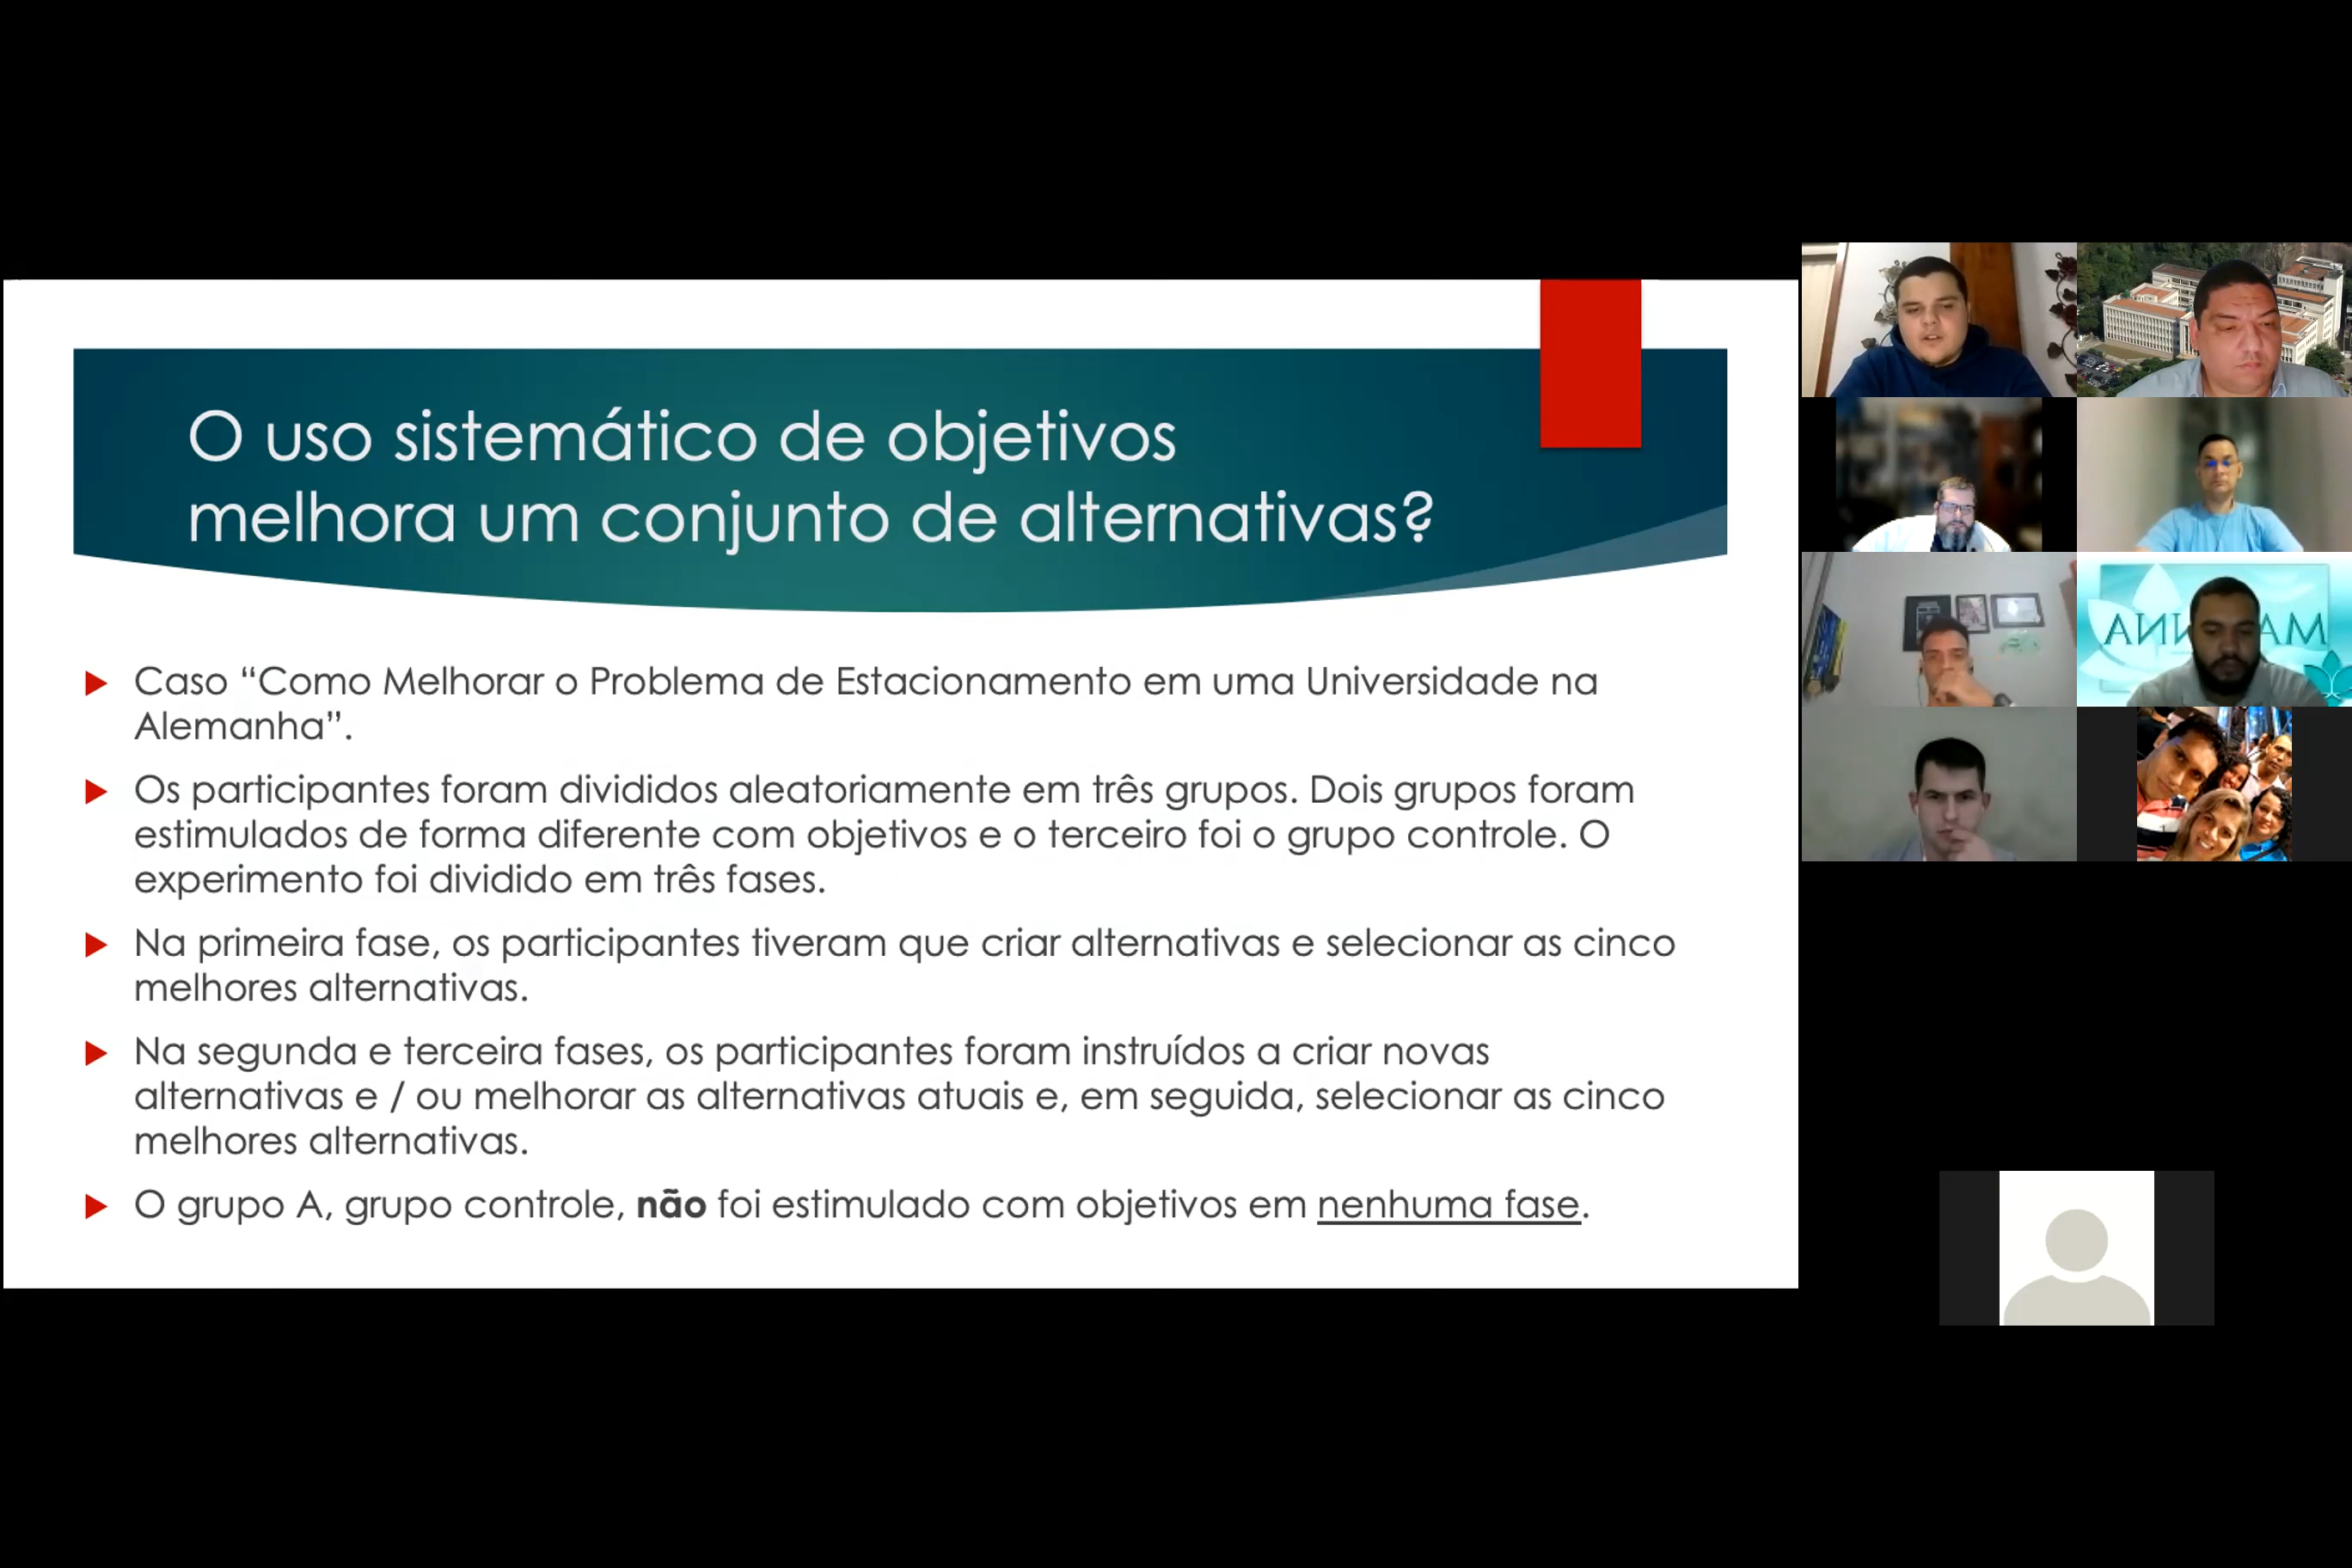 O uso sistemático de objetivos
melhora um conjunto de alternativas?
Caso “Como Melhorar o Problema de Estacionamento em uma Universidade na
Alemanha”.
Os participantes foram divididos aleatoriamente em três grupos. Dois grupos foram
estimulados de forma diferente com objetivos e o terceiro foi o grupo controle. O
experimento foi dividido em três fases.
Na primeira fase, os participantes tiveram que criar alternativas e selecionar as cinco
melhores alternativas.
Na segunda e terceira fases, os participantes foram instruídos a criar novas
alternativas e / ou melhorar as alternativas atuais e, em seguida, selecionar as cinco
melhores alternativas.
O grupo A, grupo controle, não foi estimulado com objetivos em nenhuma fase.